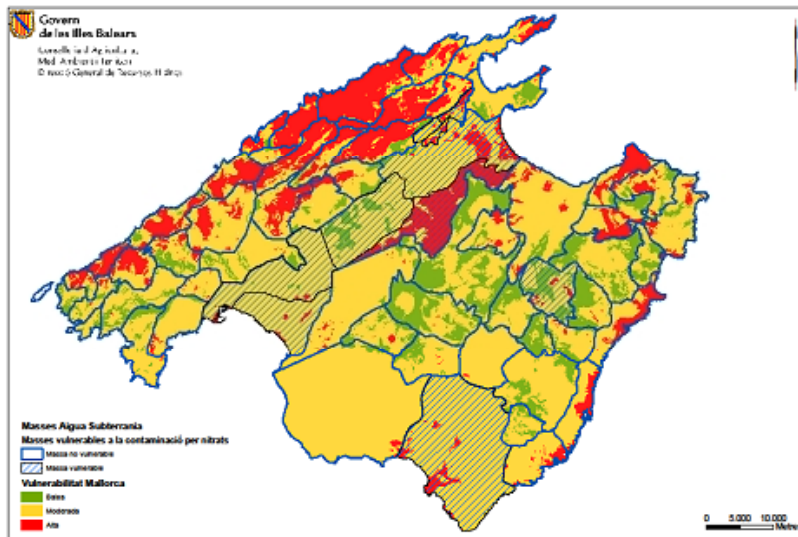 Govern
de les Illes Balears
Masses Aigua Subterrania
Masses vulnerables a la contaminació per nitrats
Massa no vulnerable
Massa vulnerable
Vulnerabilitat Mallorca
Baixa
Moderada
Alta
0 5.000 10.000
Metre